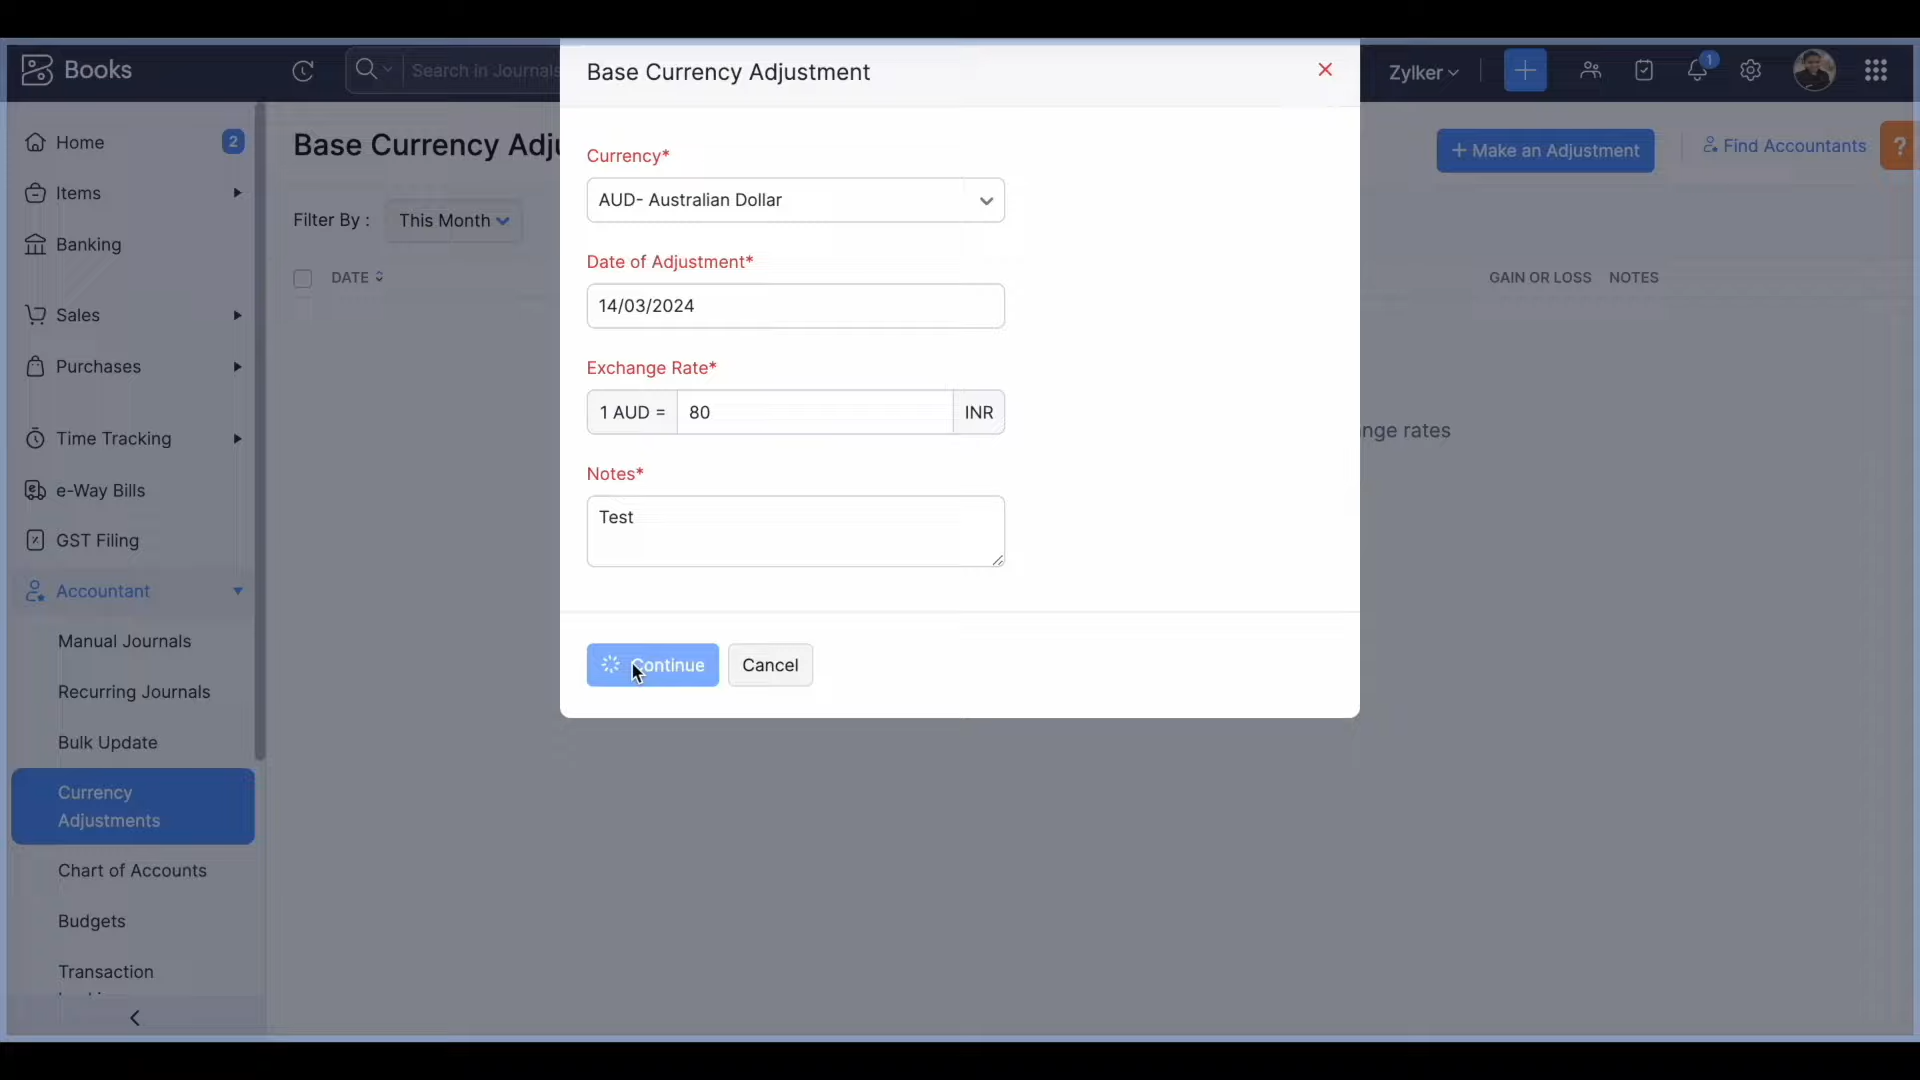 Books
Search in Journals
Zylker
1
Base Currency Adjustment
Home
2
Items
Banking
Sales
Purchases
Time Tracking
e-Way Bills
GST Filing
Accountant
Manual Journals
Recurring Journals
Bulk Update
Currency
Adjustments
Chart of Accounts
Budgets
Transaction
Base Currency Adju
+ Make an Adjustment
Find Accountants
?
Filter By :
This Month
DATE
GAIN OR LOSS
NOTES
nge rates
Currency*
AUD- Australian Dollar
Date of Adjustment*
14/03/2024
Exchange Rate*
1 AUD =
80
INR
Notes*
Test
Continue
Cancel